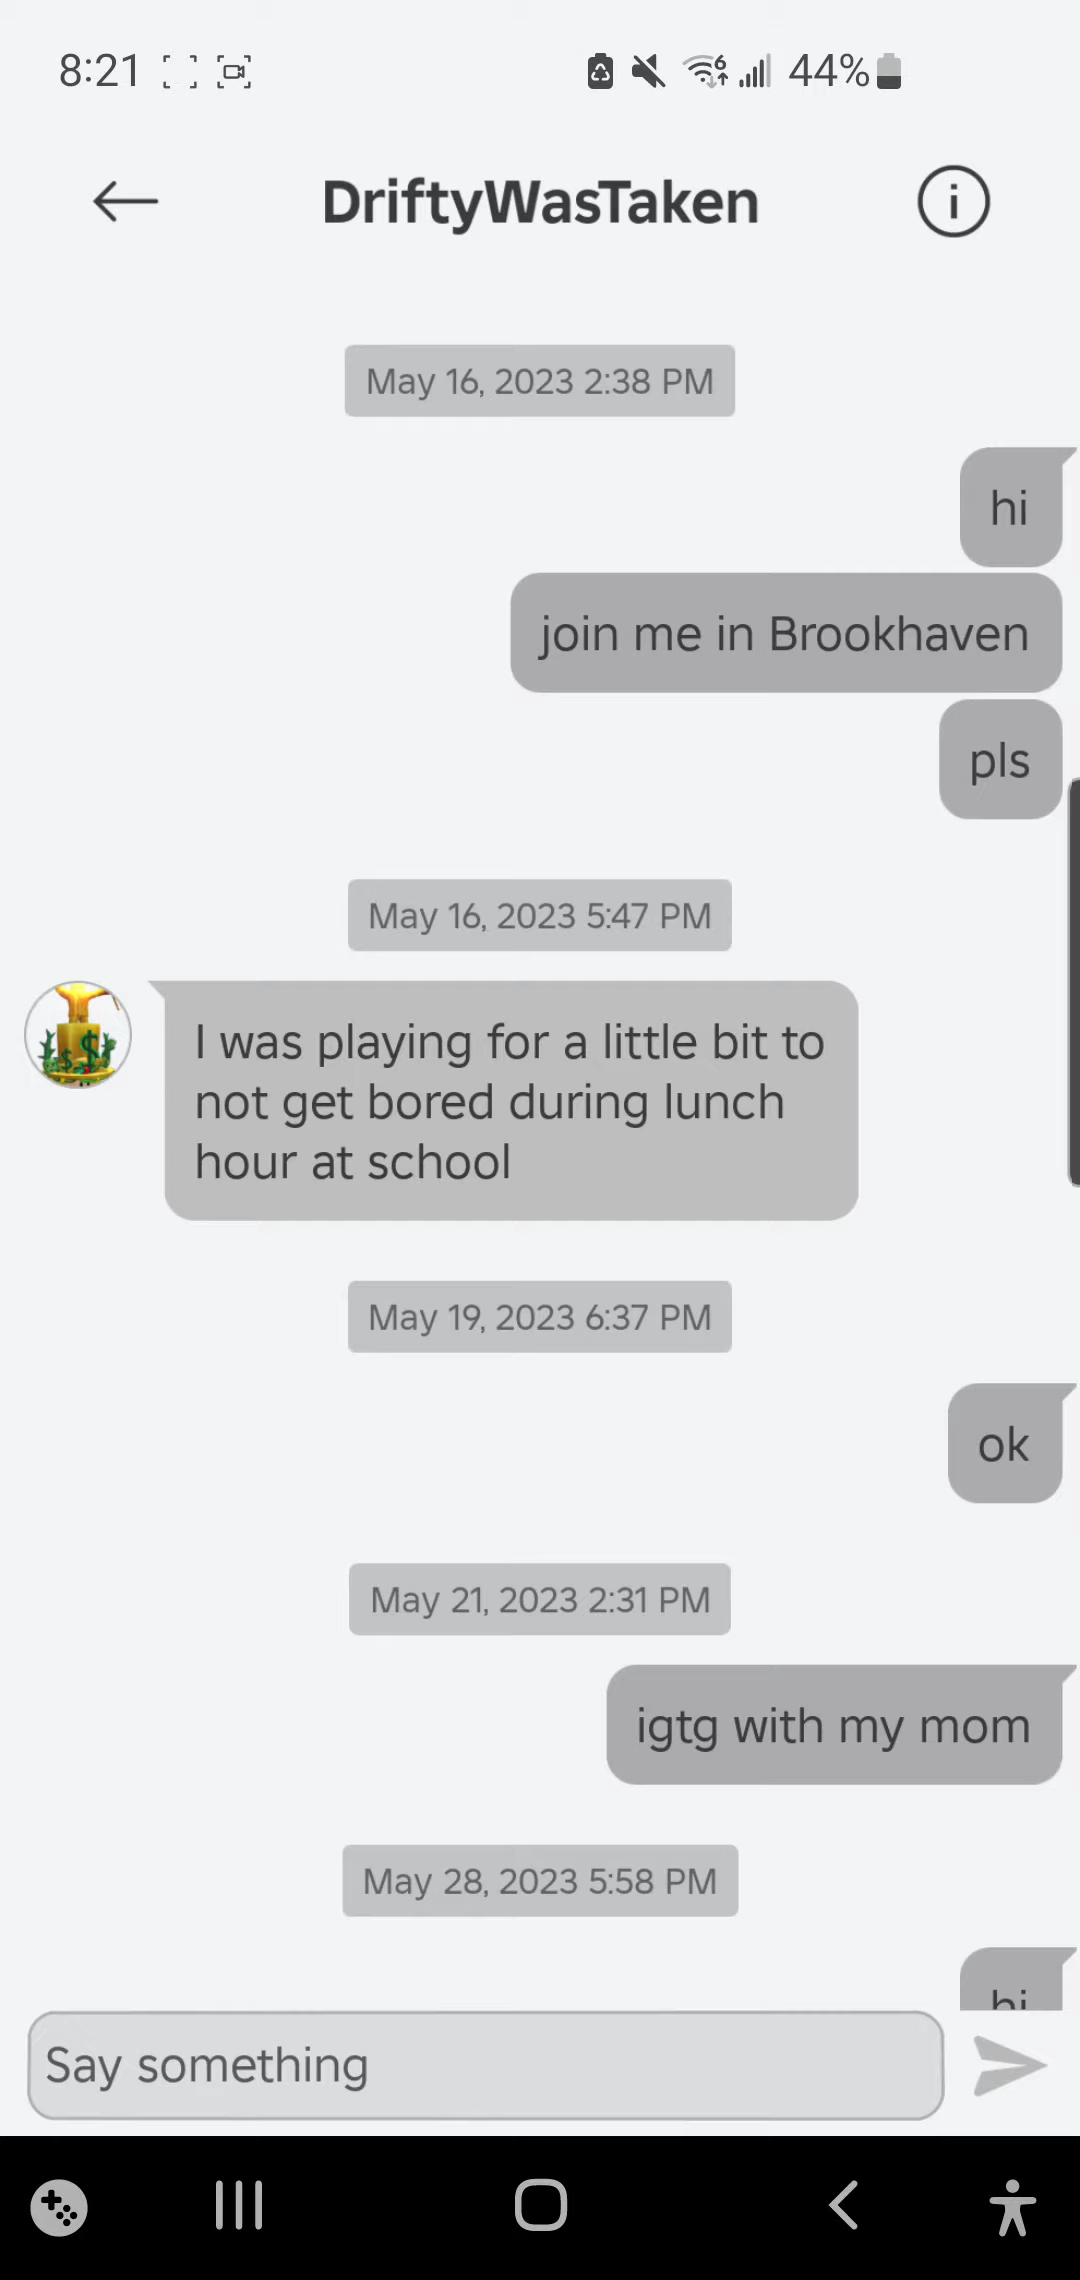 8:21
6
44%
DriftyWasTaken
i
May 16, 2023 2:38 PM
hi
join me in Brookhaven
pls
May 16, 2023 5:47 PM
I was playing for a little bit to
not get bored during lunch
hour at school
May 19, 2023 6:37 PM
ok
May 21, 2023 2:31 PM
igtg with my mom
May 28, 2023 5:58 PM
hi
Say something